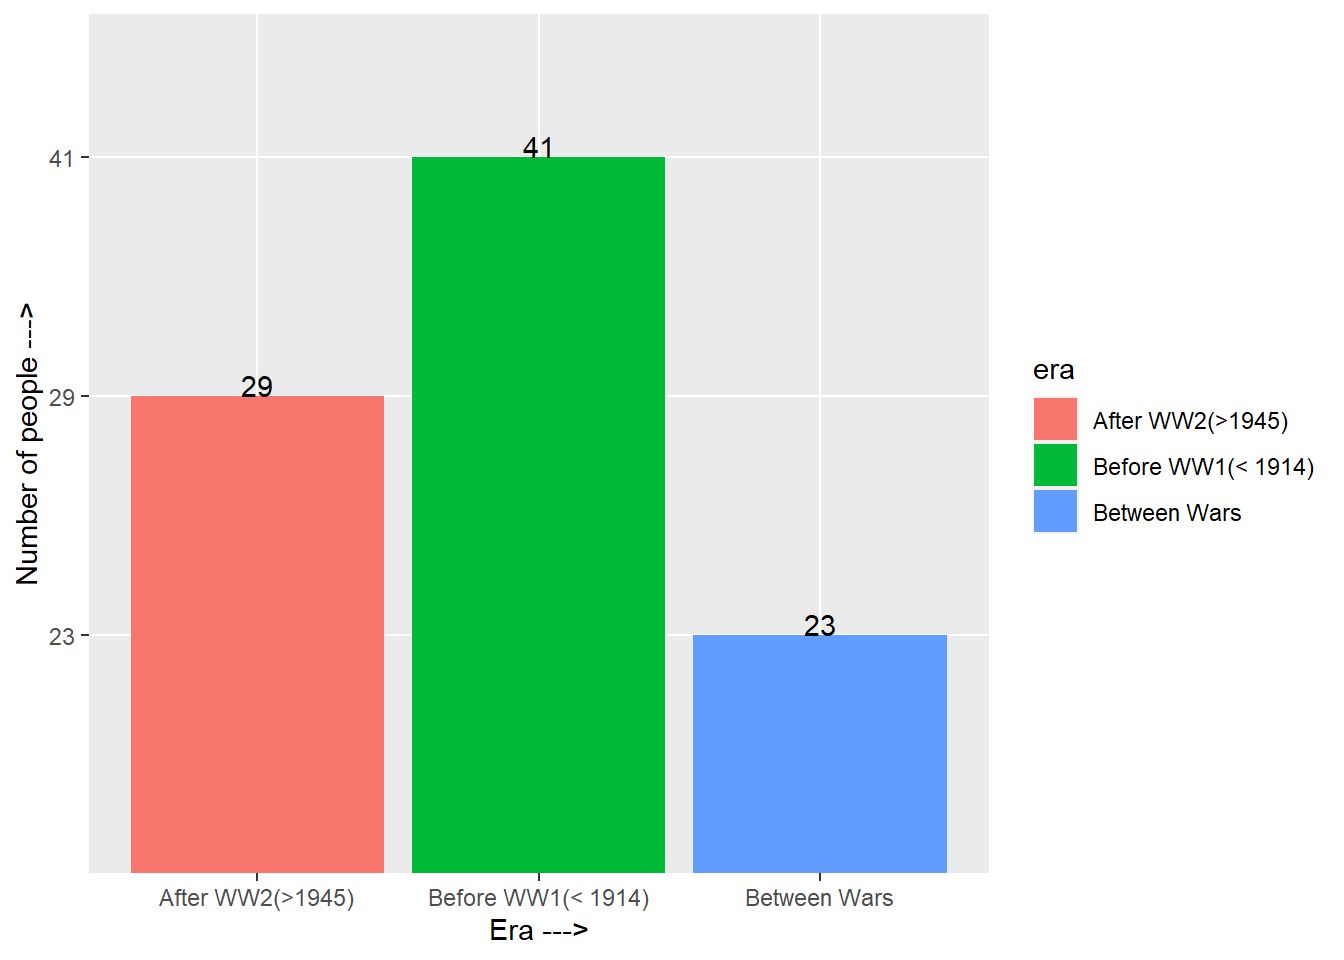 Number of people --->
41
29
23
41
29
23
After WW2(>1945)
Before WW1(< 1914)
Between Wars
Era --->
era
After WW2(>1945)
Before WW1(< 1914)
Between Wars